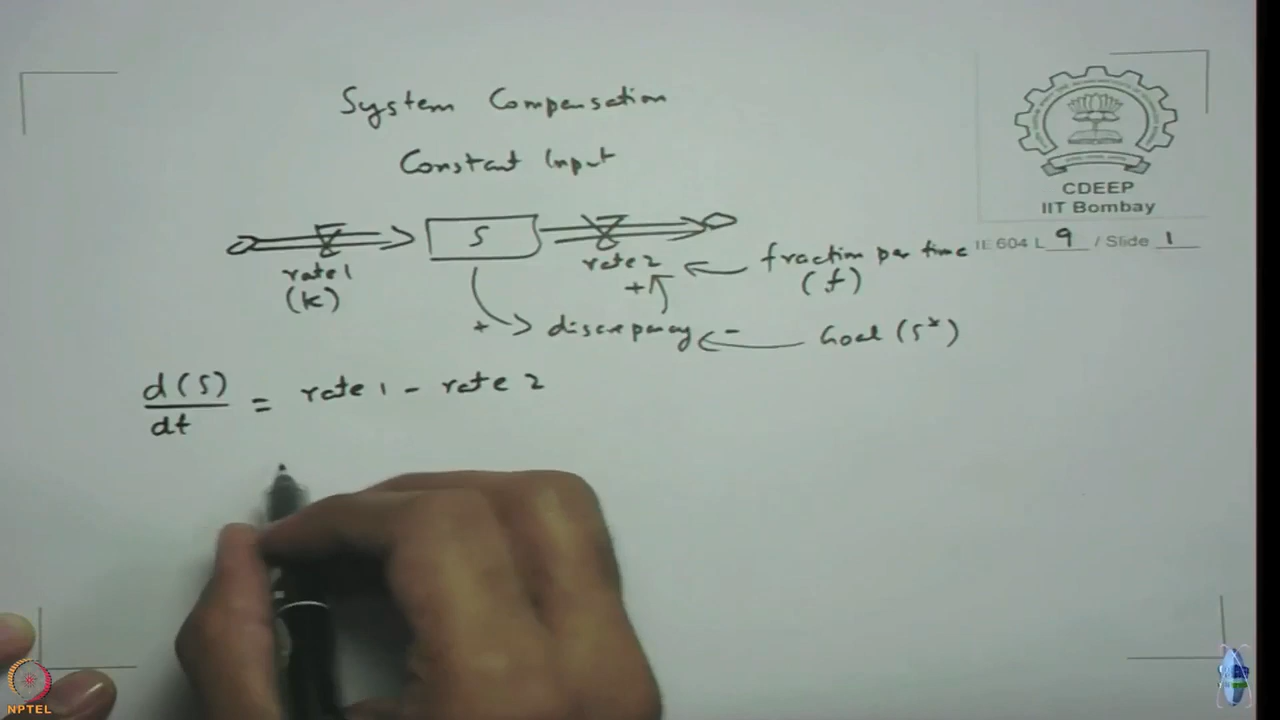 System Compensation
Constant Input
CDEEP
IIT Bombay
IE 604 L 9 / Slide 1
S
rate 1
(k)
rate 2
fraction per time
(f)
+
+ discrepancy - Goal (S*)
d(S)/dt = rate 1 - rate 2
NPTEL